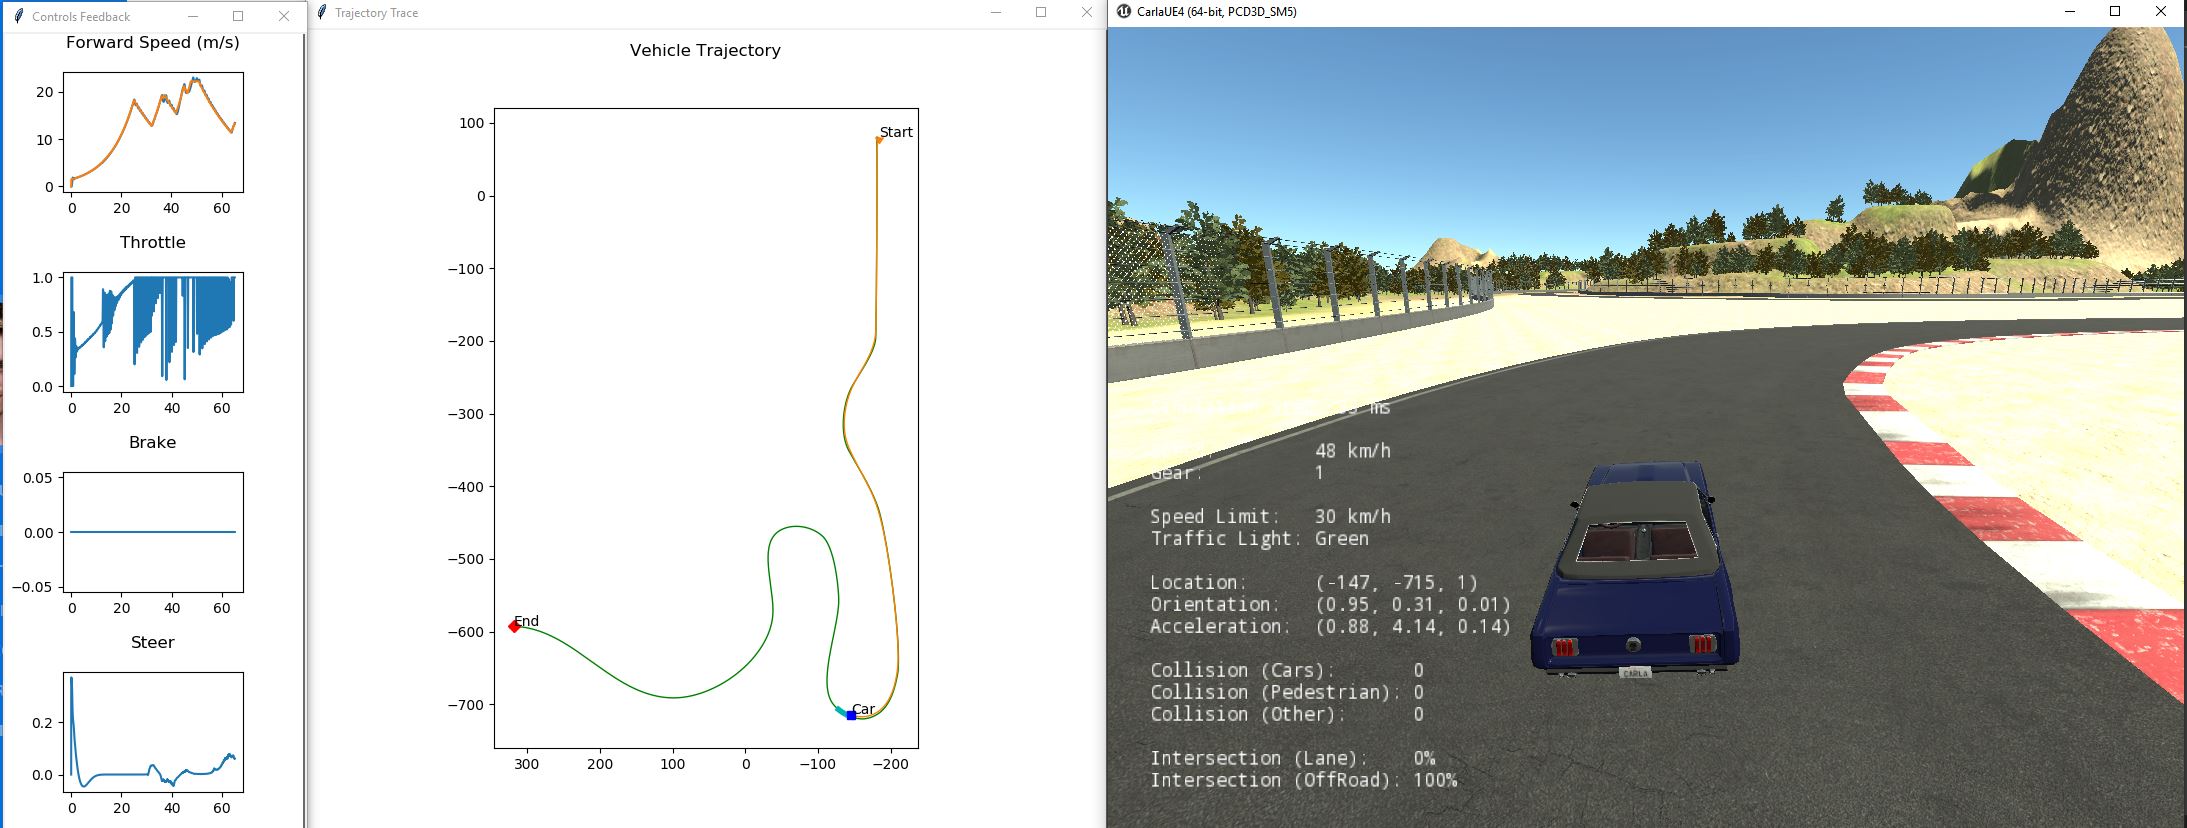 Controls Feedback
Forward Speed (m/s)
20
10
0
0 20 40 60
Throttle
1.0
0.5
0.0
0 20 40 60
Brake
0.05
0.00
−0.05
0 20 40 60
Steer
0.2
0.0
0 20 40 60
Trajectory Trace
Vehicle Trajectory
100
0
−100
−200
−300
−400
−500
−600
−700
300 200 100 0 −100 −200
Start
End
Car
CarlaUE4 (64-bit, PCD3D_SM5)
ms
48 km/h
Gear: 1
Speed Limit: 30 km/h
Traffic Light: Green
Location: (-147, -715, 1)
Orientation: (0.95, 0.31, 0.01)
Acceleration: (0.88, 4.14, 0.14)
Collision (Cars): 0
Collision (Pedestrian): 0
Collision (Other): 0
Intersection (Lane): 0%
Intersection (OffRoad): 100%
CARLA